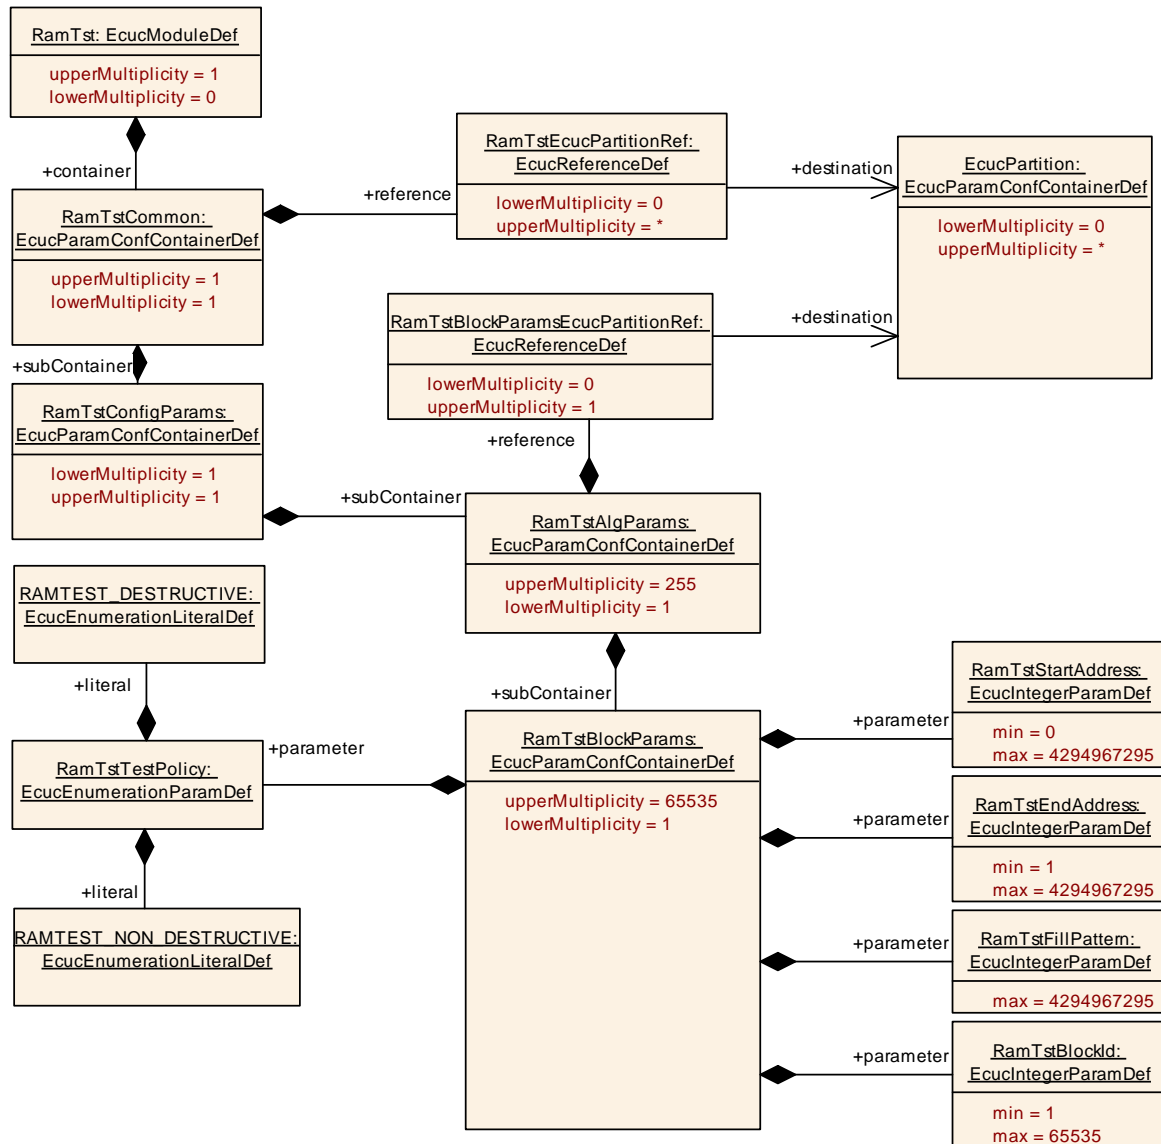 RamTst: EcucModuleDef
upperMultiplicity = 1
lowerMultiplicity = 0
+container
RamTstCommon:
EcucParamConfContainerDef
upperMultiplicity = 1
lowerMultiplicity = 1
+reference
RamTstEcucPartitionRef:
EcucReferenceDef
lowerMultiplicity = 0
upperMultiplicity = *
+destination
EcucPartition:
EcucParamConfContainerDef
lowerMultiplicity = 0
upperMultiplicity = *
RamTstBlockParamsEcucPartitionRef:
EcucReferenceDef
lowerMultiplicity = 0
upperMultiplicity = 1
+destination
+reference
+subContainer
RamTstConfigParams:
EcucParamConfContainerDef
lowerMultiplicity = 1
upperMultiplicity = 1
+subContainer
RamTstAlgParams:
EcucParamConfContainerDef
upperMultiplicity = 255
lowerMultiplicity = 1
RAMTEST_DESTRUCTIVE:
EcucEnumerationLiteralDef
+literal
+subContainer
RamTstTestPolicy:
EcucEnumerationParamDef
+parameter
RamTstBlockParams:
EcucParamConfContainerDef
upperMultiplicity = 65535
lowerMultiplicity = 1
+literal
RAMTEST_NON_DESTRUCTIVE:
EcucEnumerationLiteralDef
+parameter
RamTstStartAddress:
EcucIntegerParamDef
min = 0
max = 4294967295
+parameter
RamTstEndAddress:
EcucIntegerParamDef
min = 1
max = 4294967295
+parameter
RamTstFillPattern:
EcucIntegerParamDef
max = 4294967295
+parameter
RamTstBlockId:
EcucIntegerParamDef
min = 1
max = 65535